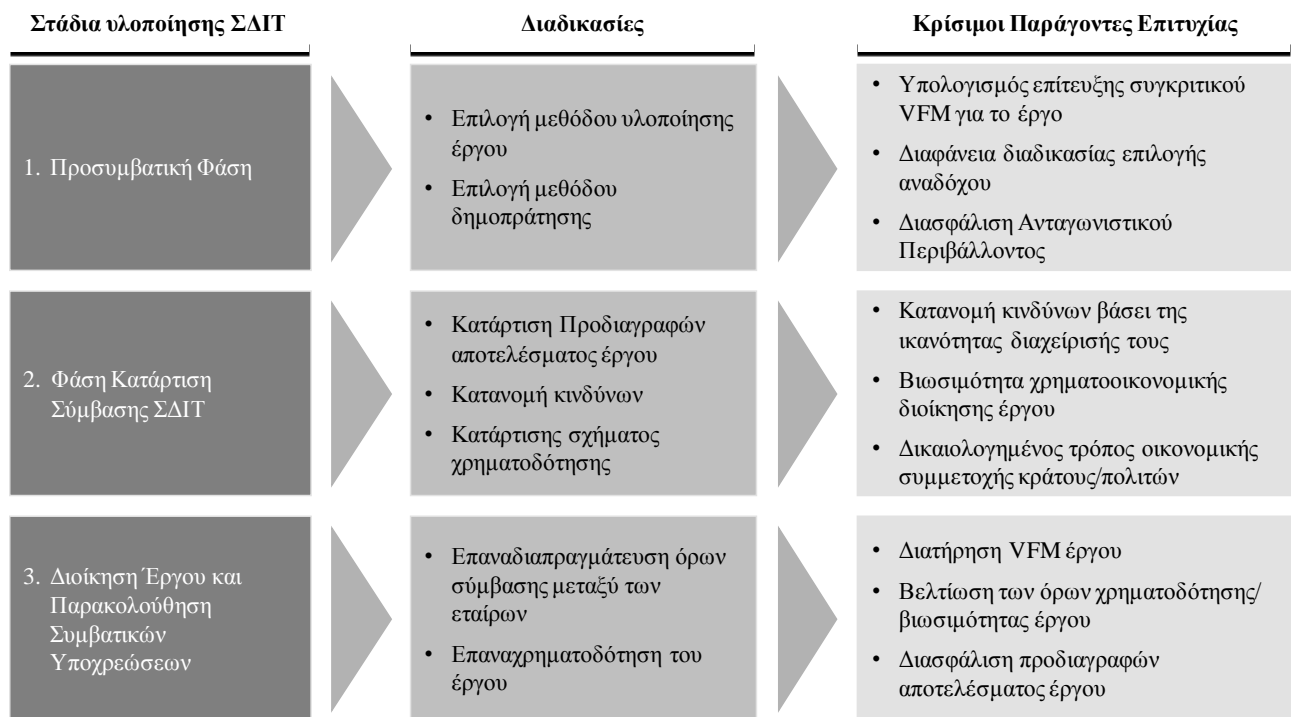 Στάδια υλοποίησης ΣΔΙΤ
Διαδικασίες
Κρίσιμοι Παράγοντες Επιτυχίας
1. Προσυμβατική Φάση
• Επιλογή μεθόδου υλοποίησης
έργου
• Επιλογή μεθόδου
δημοπράτησης
• Υπολογισμός επίτευξης συγκριτικού
VFM για το έργο
• Διαφάνεια διαδικασίας επιλογής
αναδόχου
• Διασφάλιση Ανταγωνιστικού
Περιβάλλοντος
2. Φάση Κατάρτιση
Σύμβασης ΣΔΙΤ
• Κατάρτιση Προδιαγραφών
αποτελέσματος έργου
• Κατανομή κινδύνων
• Κατάρτισης σχήματος
χρηματοδότησης
• Κατανομή κινδύνων βάσει της
ικανότητας διαχείρισής τους
• Βιωσιμότητα χρηματοοικονομικής
διοίκησης έργου
• Δικαιολογημένος τρόπος οικονομικής
συμμετοχής κράτους/πολιτών
3. Διοίκηση Έργου και
Παρακολούθηση
Συμβατικών
Υποχρεώσεων
• Επαναδιαπραγμάτευση όρων
σύμβασης μεταξύ των
εταίρων
• Επαναχρηματοδότηση του
έργου
• Διατήρηση VFM έργου
• Βελτίωση των όρων χρηματοδότησης/
βιωσιμότητας έργου
• Διασφάλιση προδιαγραφών
αποτελέσματος έργου